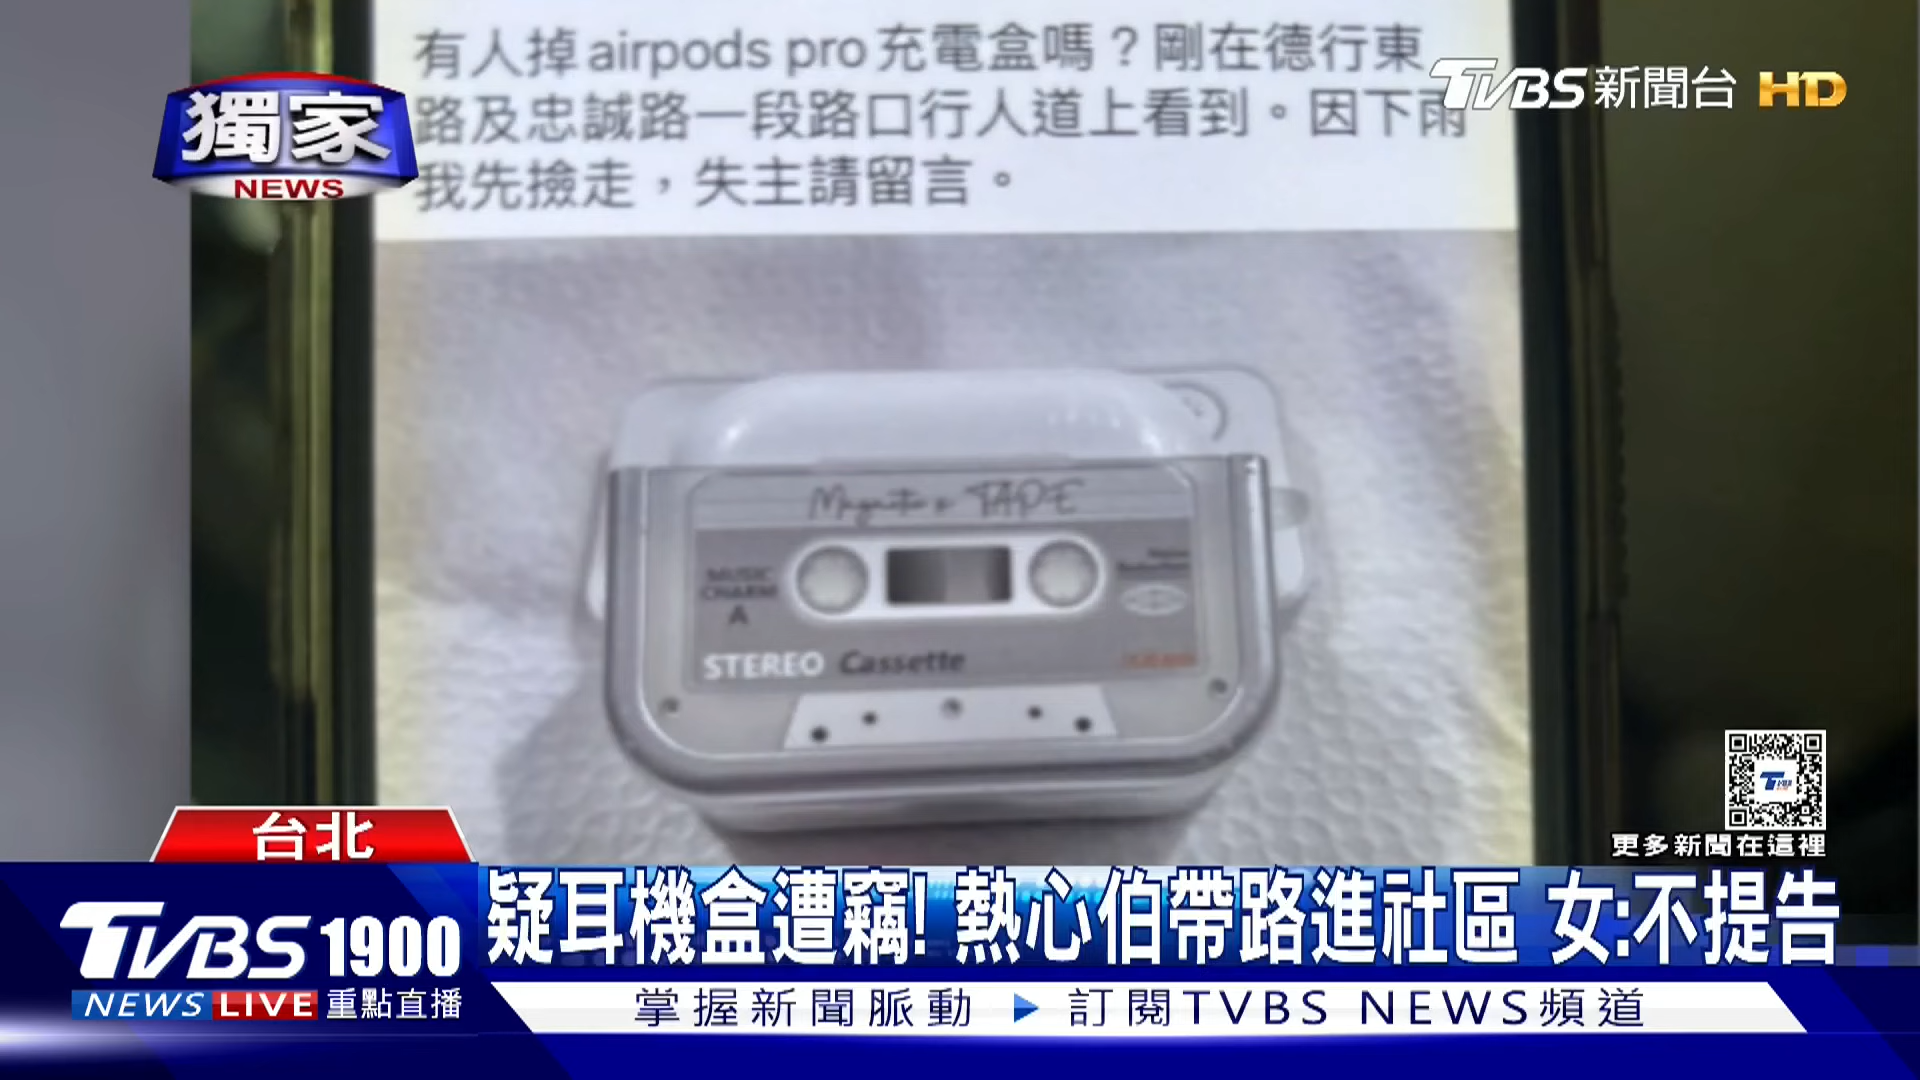 有人掉airpods pro充電盒嗎？剛在德行東
路及忠誠路一段路口行人道上看到。因下雨
我先撿走，失主請留言。
獨家
NEWS
TVBS新聞台 HD
TAPE
MUSIC
CHARM
A
STEREO Cassette
TVBS
更多新聞在這裡
台北
疑耳機盒遭竊! 熱心伯帶路進社區 女:不提告
TVBS 1900
NEWS LIVE 重點直播
掌握新聞脈動 ▶ 訂閱TVBS NEWS頻道